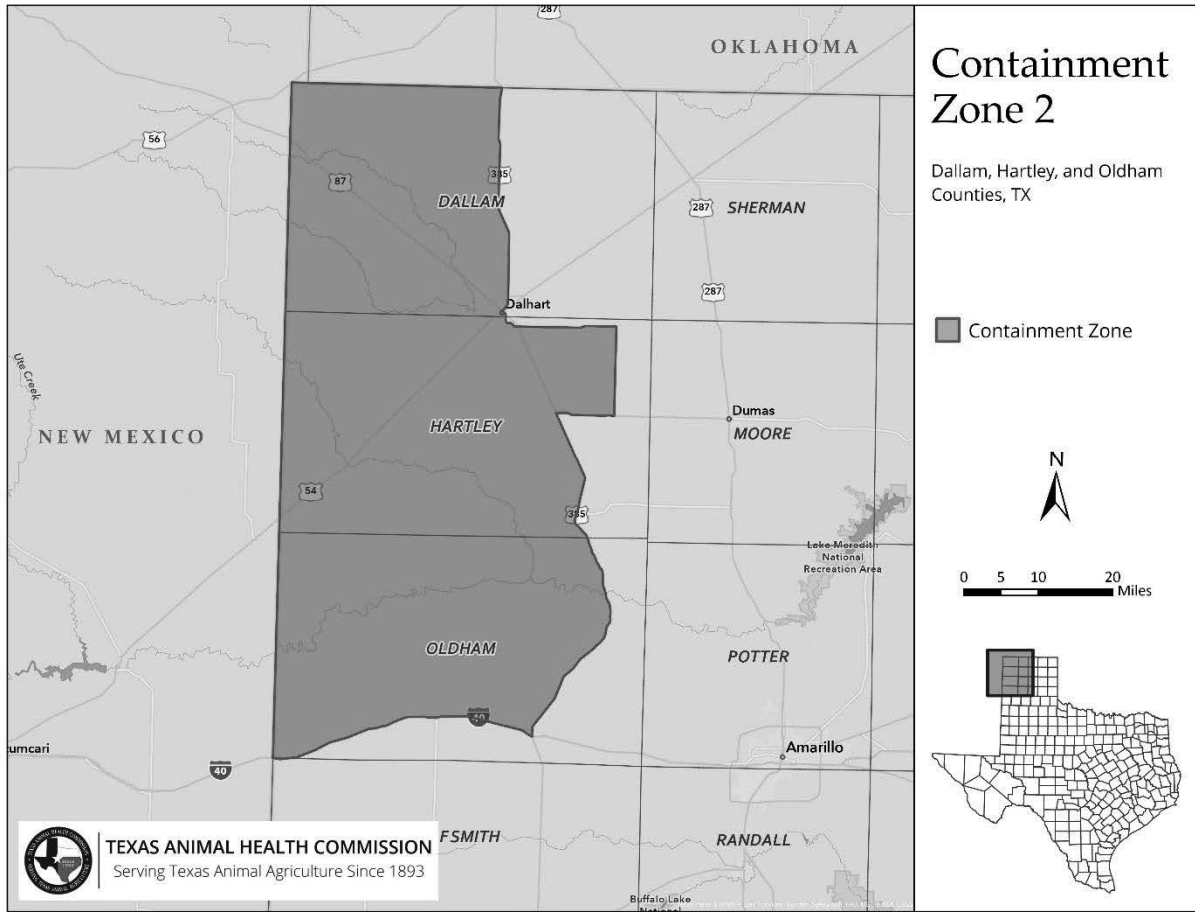 287
OKLAHOMA
56
87
385
DALLAM
287
SHERMAN
287
Dalhart
Ute Creek
NEW MEXICO
HARTLEY
Dumas
MOORE
54
385
Lake Meredith
National
Recreation Area
OLDHAM
POTTER
40
umcari
40
Amarillo
FSMITH
RANDALL
Buffalo Lake
National
TEXAS ANIMAL HEALTH COMMISSION
Serving Texas Animal Agriculture Since 1893
Containment
Zone 2
Dallam, Hartley, and Oldham
Counties, TX
Containment Zone
N
0 5 10 20
Miles